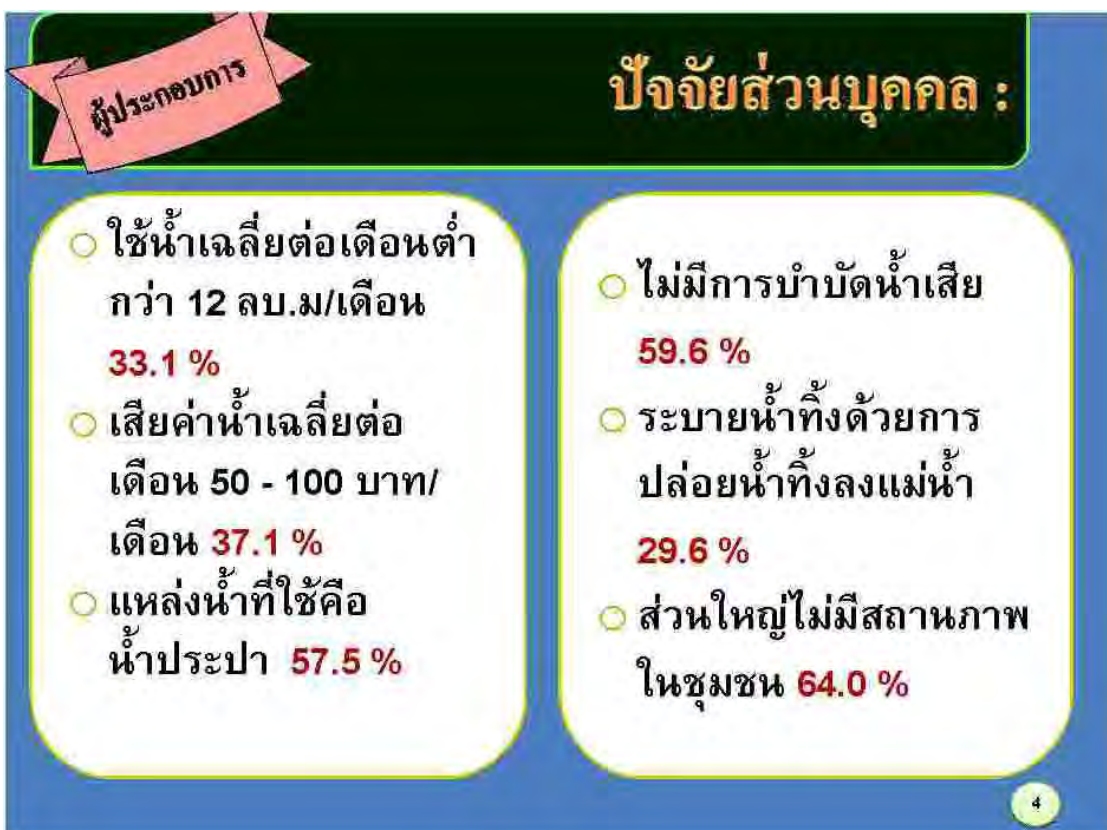 ผู้ประกอบการ
ปัจจัยส่วนบุคคล :
ใช้น้ำเฉลี่ยต่อเดือนต่ำ
กว่า 12 ลบ.ม/เดือน
33.1 %
เสียค่าน้ำเฉลี่ยต่อ
เดือน 50 - 100 บาท/
เดือน 37.1 %
แหล่งน้ำที่ใช้คือ
น้ำประปา 57.5 %
ไม่มีการบำบัดน้ำเสีย
59.6 %
ระบายน้ำทิ้งด้วยการ
ปล่อยน้ำทิ้งลงแม่น้ำ
29.6 %
ส่วนใหญ่ไม่มีสถานภาพ
ในชุมชน 64.0 %
4